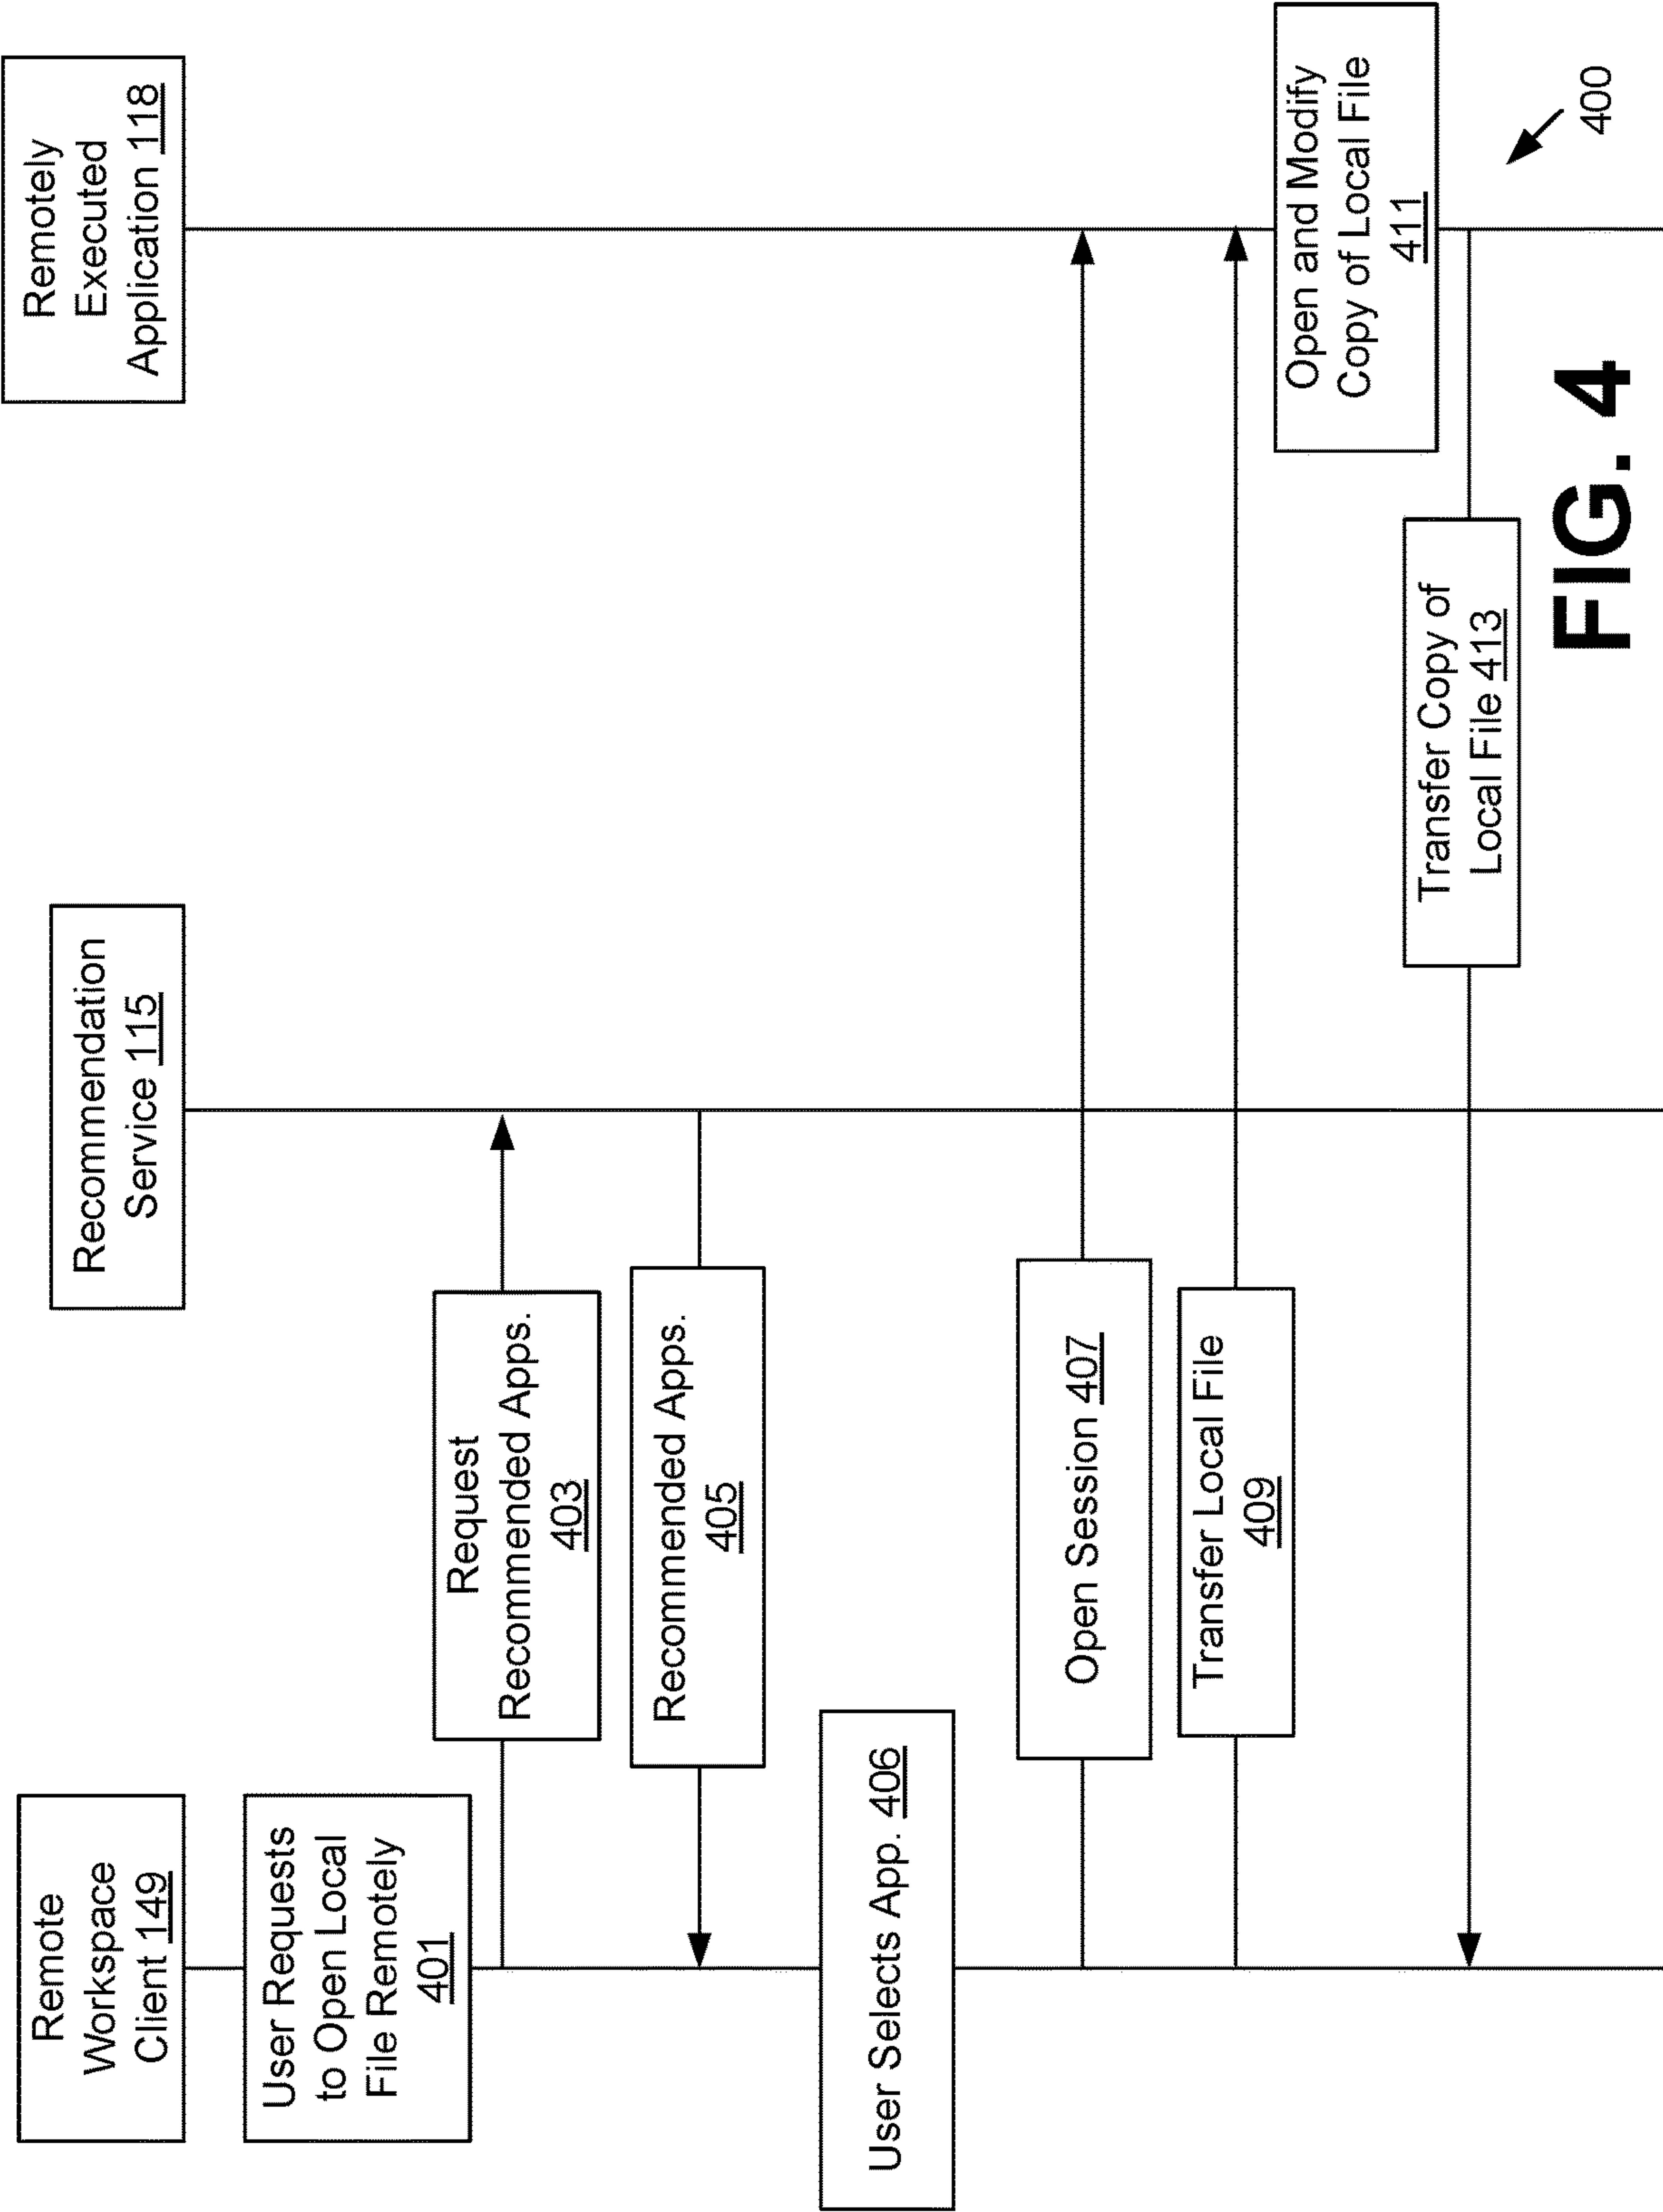 Remote
Workspace
Client 149
Recommendation
Service 115
Remotely
Executed
Application 118
User Requests
to Open Local
File Remotely
401
Request
Recommended Apps.
403
Recommended Apps.
405
User Selects App. 406
Open Session 407
Transfer Local File
409
Open and Modify
Copy of Local File
411
Transfer Copy of
Local File 413
400
FIG. 4